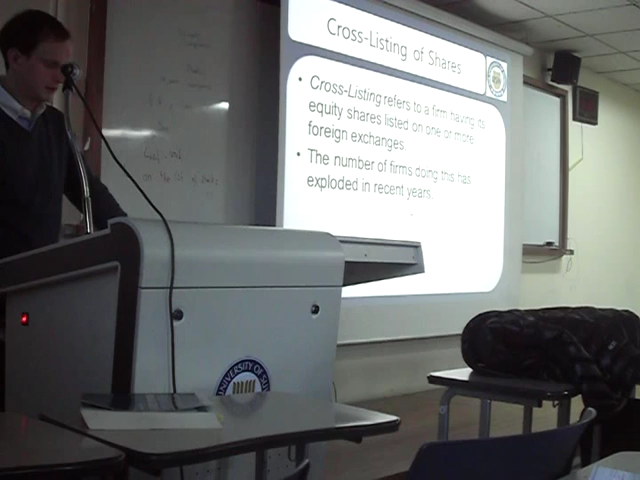 Cross-Listing of Shares
• Cross-Listing refers to a firm having its
equity shares listed on one or more
foreign exchanges.
• The number of firms doing this has
exploded in recent years.
UNIVERSITY OF